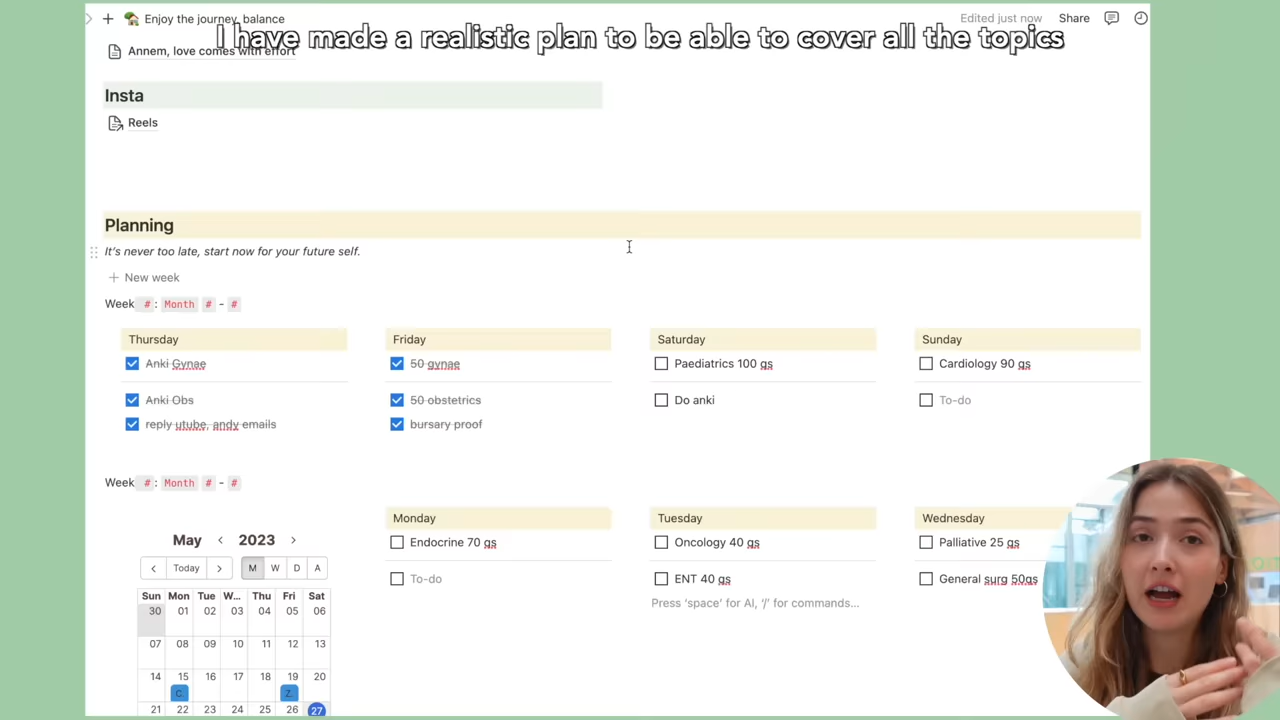 Enjoy the journey, balance
Edited just now Share
I have made a realistic plan to be able to cover all the topics
Annem, love comes with effort
Insta
Reels
Planning
It's never too late, start now for your future self.
New week
Week # : Month # - #
Thursday Friday Saturday Sunday
Anki Gynae 50 gynae Paediatrics 100 qs Cardiology 90 qs
Anki Obs 50 obstetrics Do anki To-do
reply utube, andy emails bursary proof
Week # : Month # - #
Monday Tuesday Wednesday
Endocrine 70 qs Oncology 40 qs Palliative 25 qs
To-do ENT 40 qs General surg 50qs
Press 'space' for AI, '/' for commands...
May 2023
Today M W D A
Sun Mon Tue W... Thu Fri Sat
30 01 02 03 04 05 06
07 08 09 10 11 12 13
14 15 16 17 18 19 20
C. Z.
21 22 23 24 25 26 27